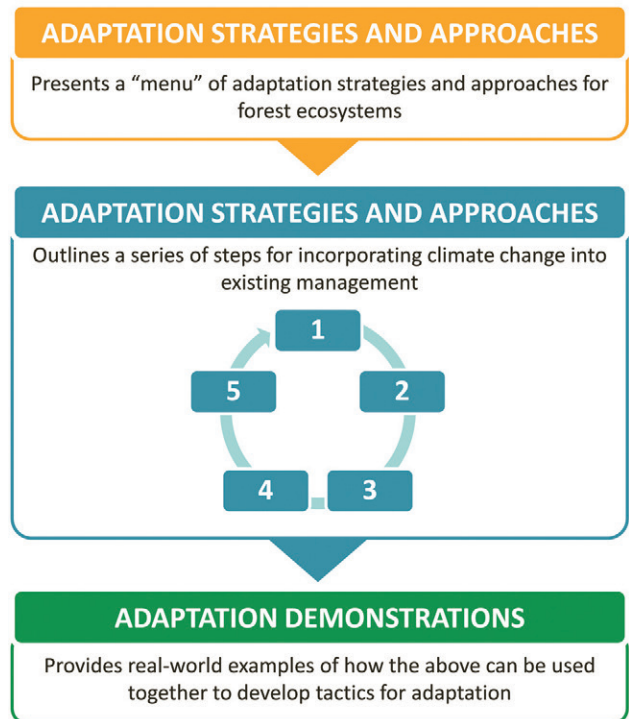 ADAPTATION STRATEGIES AND APPROACHES
Presents a “menu” of adaptation strategies and approaches for
forest ecosystems
ADAPTATION STRATEGIES AND APPROACHES
Outlines a series of steps for incorporating climate change into
existing management
1
2
3
4
5
ADAPTATION DEMONSTRATIONS
Provides real-world examples of how the above can be used
together to develop tactics for adaptation